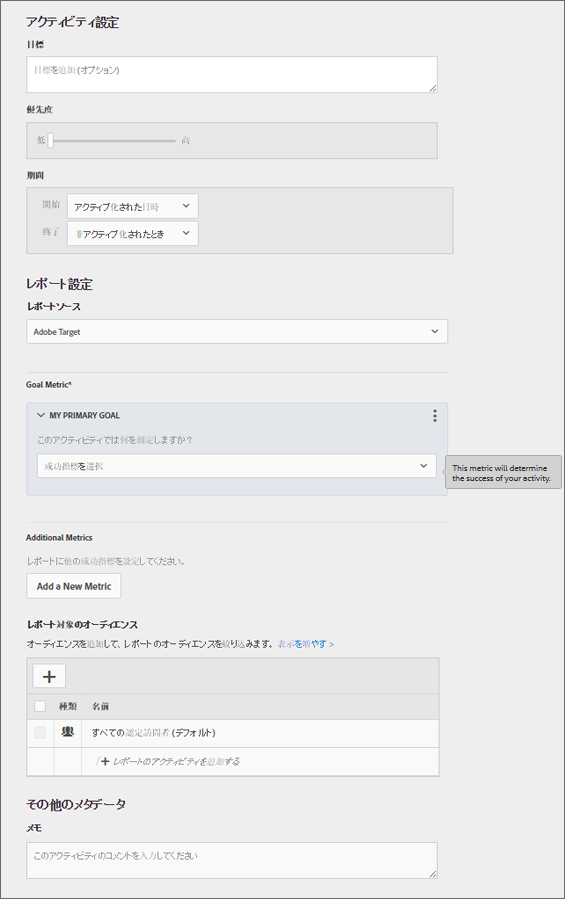 アクティビティ設定
目標
目標を追加 (オプション)
優先度
低 高
期間
開始 アクティブ化された日時
終了 非アクティブ化されたとき
レポート設定
レポートソース
Adobe Target
Goal Metric*
MY PRIMARY GOAL
このアクティビティでは何を測定しますか？
成功指標を選択
This metric will determine
the success of your activity.
Additional Metrics
レポートに他の成功指標を設定してください。
Add a New Metric
レポート対象のオーディエンス
オーディエンスを追加して、レポートのオーディエンスを絞り込みます。 表示を増やす >
種類 名前
すべての認定訪問者 (デフォルト)
レポートのアクティビティを追加する
その他のメタデータ
メモ
このアクティビティのコメントを入力してください